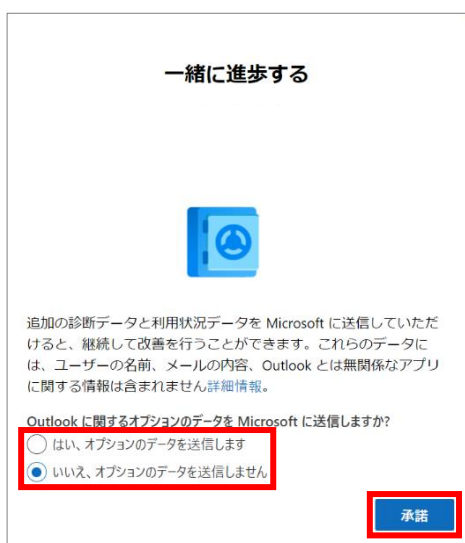 一緒に進歩する
追加の診断データと利用状況データを Microsoft に送信していただ
けると、継続して改善を行うことができます。これらのデータに
は、ユーザーの名前、メールの内容、Outlook とは無関係なアプリ
に関する情報は含まれません詳細情報。
Outlook に関するオプションのデータを Microsoft に送信しますか?
はい、オプションのデータを送信します
いいえ、オプションのデータを送信しません
承諾